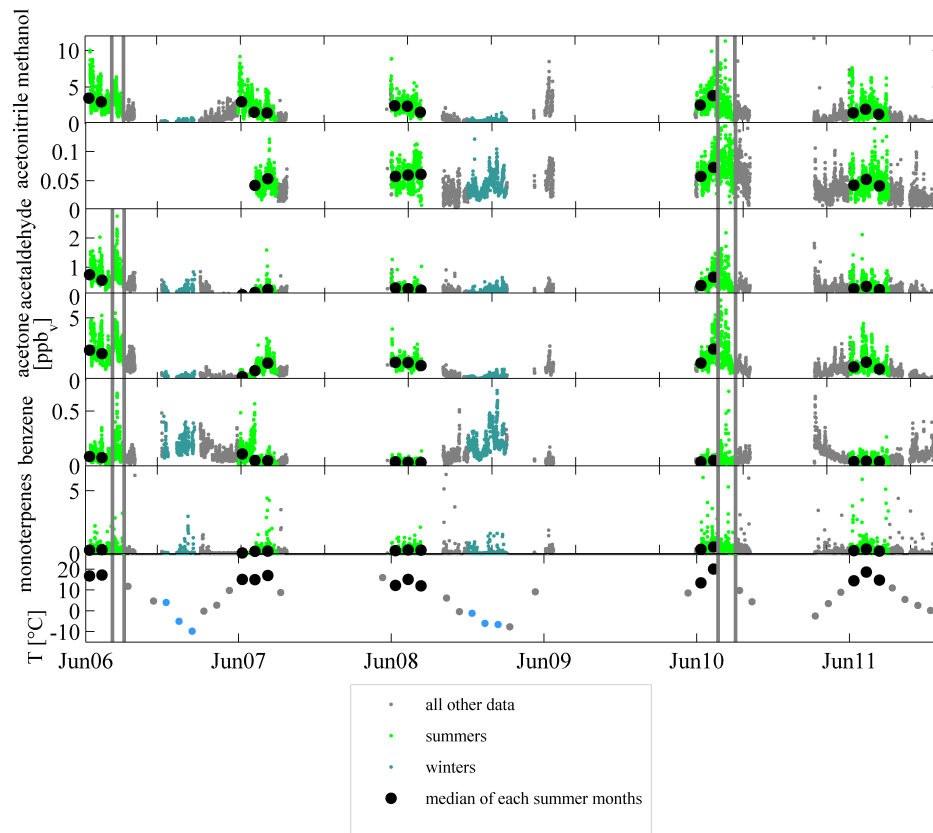 methanol
10
5
0
acetonitrile
0.1
0.05
0
acetaldehyde
2
1
0
acetone
[ppbv]
5
0
benzene
0.5
0
monoterpenes
5
0
T [°C]
20
10
0
-10
Jun06 Jun07 Jun08 Jun09 Jun10 Jun11
all other data
summers
winters
median of each summer months